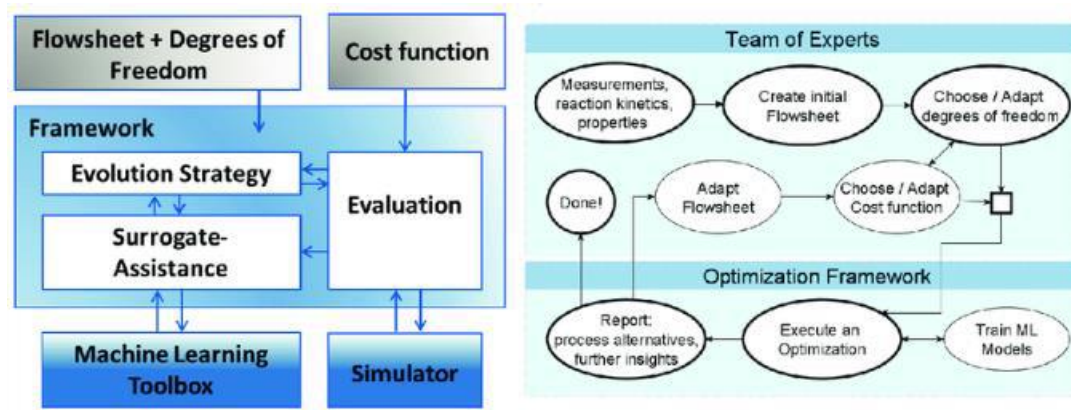 Flowsheet + Degrees of
Freedom
Cost function
Framework
Evolution Strategy
Evaluation
Surrogate-
Assistance
Machine Learning
Toolbox
Simulator
Team of Experts
Measurements,
reaction kinetics,
properties
Create initial
Flowsheet
Choose / Adapt
degrees of freedom
Done!
Adapt
Flowsheet
Choose / Adapt
Cost function
Optimization Framework
Report:
process alternatives,
further insights
Execute an
Optimization
Train ML
Models